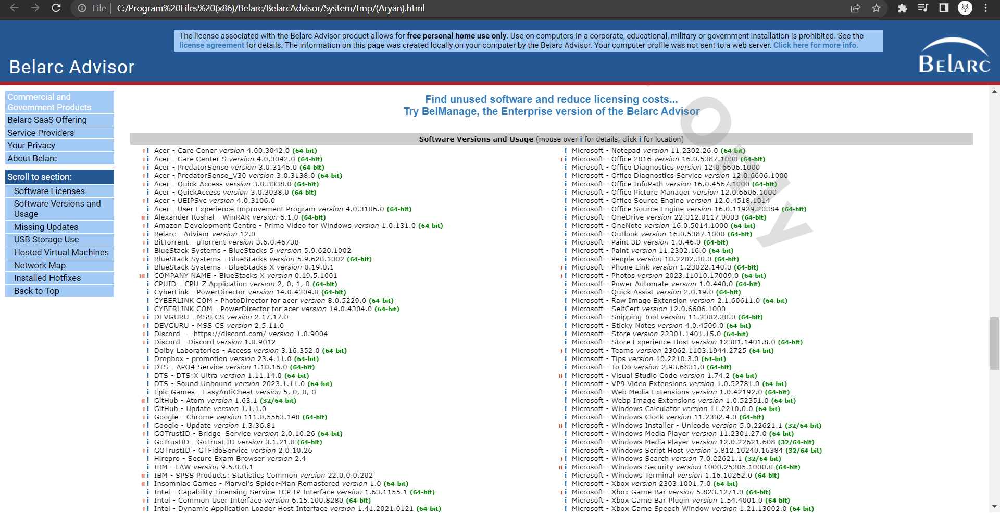 File
C:/Program%20Files%20(x86)/Belarc/BelarcAdvisor/System/tmp/(Aryan).html
The license associated with the Belarc Advisor product allows for free personal home use only. Use on computers in a corporate, educational, military or government installation is prohibited. See the
license agreement for details. The information on this page was created locally on your computer by the Belarc Advisor. Your computer profile was not sent to a web server. Click here for more info.
Belarc Advisor
BELARC
Commercial and
Government Products
Belarc SaaS Offering
Service Providers
Your Privacy
About Belarc
Scroll to section:
Software Licenses
Software Versions and
Usage
Missing Updates
USB Storage Use
Hosted Virtual Machines
Network Map
Installed Hotfixes
Back to Top
Find unused software and reduce licensing costs...
Try BelManage, the Enterprise version of the Belarc Advisor
only
Software Versions and Usage (mouse over i for details, click i for location)
ı i Acer - Care Cener version 4.00.3042.0 (64-bit)
ı i Acer - Care Center S version 4.0.3042.0 (64-bit)
ı i Acer - PredatorSense version 3.0.3146.0 (64-bit)
ı i Acer - PredatorSense_V30 version 3.0.3138.0 (64-bit)
ı i Acer - Quick Access version 3.0.3038.0 (64-bit)
i Acer - QuickAccess version 3.0.3038.0 (64-bit)
ı i Acer - UEIPSvc version 4.0.3106.0
i Acer - User Experience Improvement Program version 4.0.3106.0 (64-bit)
ıı i Alexander Roshal - WinRAR version 6.1.0 (64-bit)
ı i Amazon Development Centre - Prime Video for Windows version 1.0.131.0 (64-bit)
ı i Belarc - Advisor version 12.0
ı i BitTorrent - µTorrent version 3.6.0.46738
ı i BlueStack Systems - BlueStacks 5 version 5.9.620.1002
ı i BlueStack Systems - BlueStacks version 5.9.620.1002 (64-bit)
i BlueStack Systems - BlueStacks X version 0.19.0.1
ııı i COMPANY NAME - BlueStacks X version 0.19.5.1001
i CPUID - CPU-Z Application version 2, 0, 1, 0 (64-bit)
i CyberLink - PowerDirector version 14.0.4304.0 (64-bit)
i CYBERLINK COM - PhotoDirector for acer version 8.0.5229.0 (64-bit)
i CYBERLINK COM - PowerDirector for acer version 14.0.4304.0 (64-bit)
ı i DEVGURU - MSS CS version 2.17.17.0
ı i DEVGURU - MSS CS version 2.5.11.0
ı i Discord - - https://discord.com/ version 1.0.9004
ı i Discord - Discord version 1.0.9012
i Dolby Laboratories - Access version 3.16.352.0 (64-bit)
i Dropbox - promotion version 23.4.11.0 (64-bit)
ı i DTS - APO4 Service version 1.10.16.0 (64-bit)
i DTS - DTS:X Ultra version 1.11.14.0 (64-bit)
i DTS - Sound Unbound version 2023.1.11.0 (64-bit)
i Epic Games - EasyAntiCheat version 5, 0, 0, 0
ıı i GitHub - Atom version 1.63.1 (32/64-bit)
ı i GitHub - Update version 1.1.1.0
ı i Google - Chrome version 111.0.5563.148 (64-bit)
ı i Google - Update version 1.3.36.81
ı i GOTrustID - Bridge_Service version 2.0.10.26 (64-bit)
i GoTrustID - GoTrust ID version 3.1.21.0 (64-bit)
ı i GOTrustID - GTFidoService version 2.0.10.26
i Hirepro - Secure Exam Browser version 2.4
i IBM - LAW version 9.5.0.0.1
ıı i IBM - SPSS Products: Statistics Common version 22.0.0.0.202
ıı i Insomniac Games - Marvel's Spider-Man Remastered version 1.0 (64-bit)
i Intel - Capability Licensing Service TCP IP Interface version 1.63.1155.1 (64-bit)
ı i Intel - Common User Interface version 6.15.100.8280 (64-bit)
ı i Intel - Dynamic Application Loader Host Interface version 1.41.2021.0121 (64-bit)
i Microsoft - Notepad version 11.2302.26.0 (64-bit)
ı i Microsoft - Office 2016 version 16.0.5387.1000 (64-bit)
i Microsoft - Office Diagnostics version 12.0.6606.1000
i Microsoft - Office Diagnostics Service version 12.0.6606.1000
i Microsoft - Office InfoPath version 16.0.4567.1000 (64-bit)
i Microsoft - Office Picture Manager version 12.0.6606.1000
i Microsoft - Office Source Engine version 12.0.4518.1014
i Microsoft - Office Source Engine version 16.0.11929.20384 (64-bit)
i Microsoft - OneDrive version 22.012.0117.0003 (64-bit)
i Microsoft - OneNote version 16.0.5014.1000 (64-bit)
i Microsoft - Outlook version 16.0.5387.1000 (64-bit)
i Microsoft - Paint 3D version 1.0.46.0 (64-bit)
i Microsoft - Paint version 11.2302.16.0 (64-bit)
i Microsoft - People version 10.2202.30.0 (64-bit)
ı i Microsoft - Phone Link version 1.23022.140.0 (64-bit)
ı i Microsoft - Photos version 2023.11010.17009.0 (64-bit)
i Microsoft - Power Automate version 1.0.440.0 (64-bit)
i Microsoft - Quick Assist version 2.0.19.0 (64-bit)
i Microsoft - Raw Image Extension version 2.1.60611.0 (64-bit)
i Microsoft - SelfCert version 12.0.6606.1000
i Microsoft - Snipping Tool version 11.2302.20.0 (64-bit)
i Microsoft - Sticky Notes version 4.0.4509.0 (64-bit)
i Microsoft - Store version 22301.1401.15.0 (64-bit)
i Microsoft - Store Experience Host version 12301.1401.8.0 (64-bit)
ı i Microsoft - Teams version 23062.1103.1944.2725 (64-bit)
i Microsoft - Tips version 10.2210.3.0 (64-bit)
i Microsoft - To Do version 2.93.6831.0 (64-bit)
ıı i Microsoft - Visual Studio Code version 1.74.2 (64-bit)
i Microsoft - VP9 Video Extensions version 1.0.52781.0 (64-bit)
i Microsoft - Web Media Extensions version 1.0.42192.0 (64-bit)
i Microsoft - Webp Image Extensions version 1.0.52351.0 (64-bit)
i Microsoft - Windows Calculator version 11.2210.0.0 (64-bit)
i Microsoft - Windows Clock version 11.2302.4.0 (64-bit)
ıı i Microsoft - Windows Installer - Unicode version 5.0.22621.1 (32/64-bit)
i Microsoft - Windows Media Player version 11.2301.27.0 (64-bit)
i Microsoft - Windows Media Player version 12.0.22621.608 (32/64-bit)
i Microsoft - Windows Script Host version 5.812.10240.16384 (32/64-bit)
ı i Microsoft - Windows Search version 7.0.22621.1 (32/64-bit)
ıı i Microsoft - Windows Security version 1000.25305.1000.0 (64-bit)
i Microsoft - Windows Terminal version 1.16.10262.0 (64-bit)
i Microsoft - Xbox version 2303.1001.7.0 (64-bit)
ı i Microsoft - Xbox Game Bar version 5.823.1271.0 (64-bit)
i Microsoft - Xbox Game Bar Plugin version 1.54.4001.0 (64-bit)
i Microsoft - Xbox Game Speech Window version 1.21.13002.0 (64-bit)